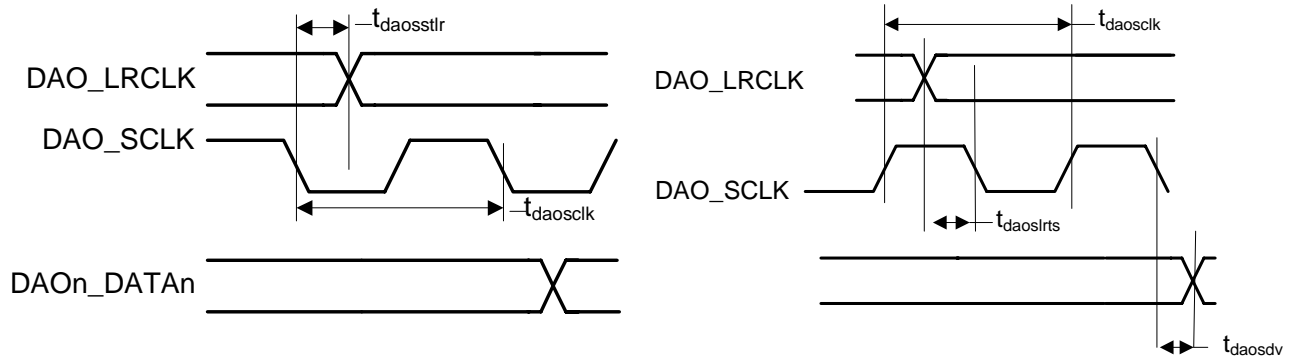 tdaosstlr
DAO_LRCLK
DAO_SCLK
tdaosclk
DAOn_DATAn
tdaosclk
DAO_LRCLK
DAO_SCLK
tdaoslrts
tdaosdv